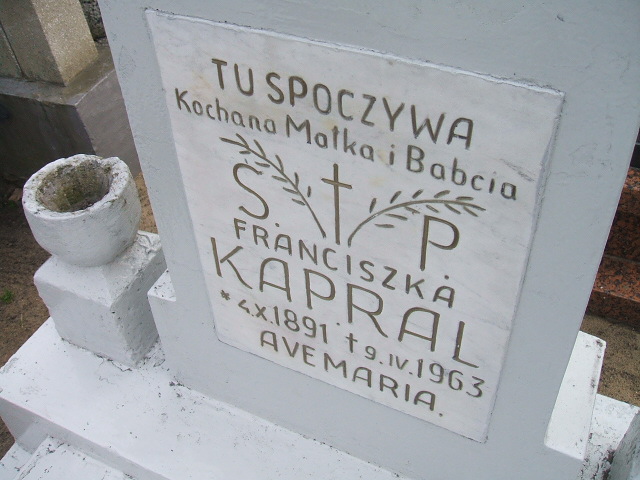 TU SPOCZYWA
Kochana Matka i Babcia
Ś. † P.
FRANCISZKA
KAPRAL
* 4.X.1891 † 9.IV.1963
AVE MARIA.